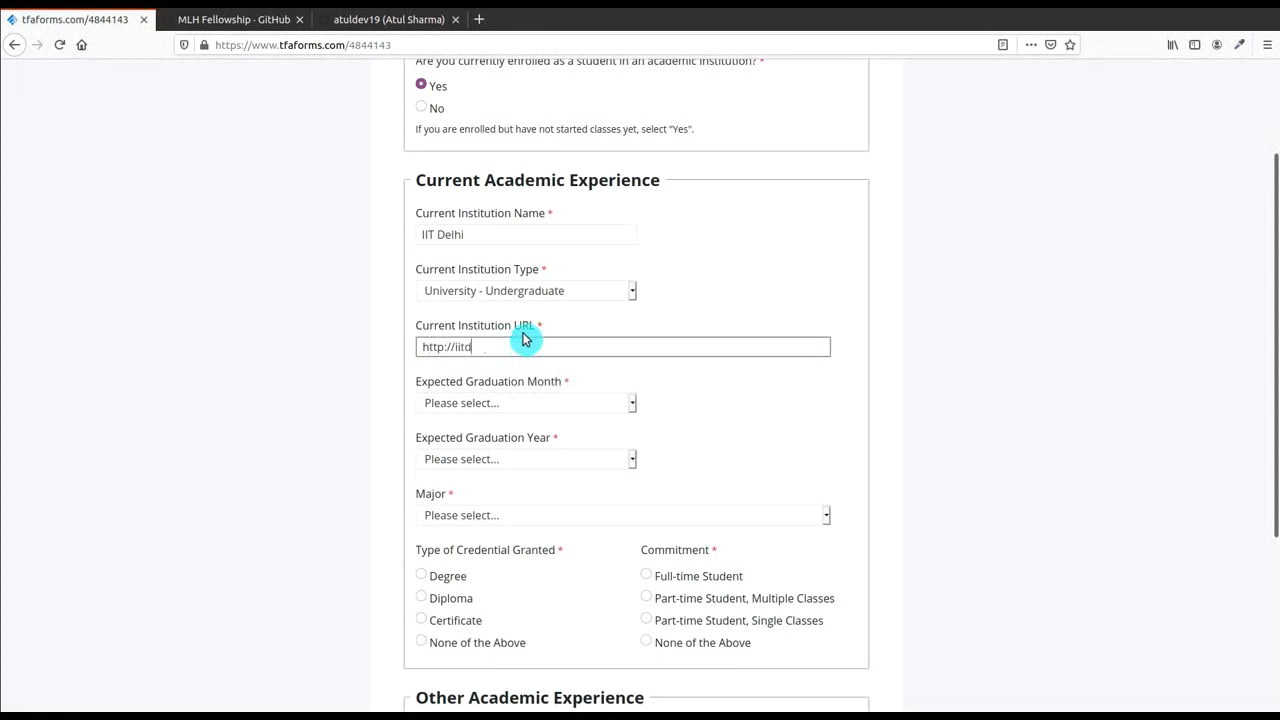 tfaforms.com/4844143
MLH Fellowship · GitHub
atuldev19 (Atul Sharma)
https://www.tfaforms.com/4844143
Are you currently enrolled as a student in an academic institution? *
Yes
No
If you are enrolled but have not started classes yet, select "Yes".
Current Academic Experience
Current Institution Name *
IIT Delhi
Current Institution Type *
University - Undergraduate
Current Institution URL *
http://iitd
Expected Graduation Month *
Please select...
Expected Graduation Year *
Please select...
Major *
Please select...
Type of Credential Granted *
Commitment *
Degree
Full-time Student
Diploma
Part-time Student, Multiple Classes
Certificate
Part-time Student, Single Classes
None of the Above
None of the Above
Other Academic Experience